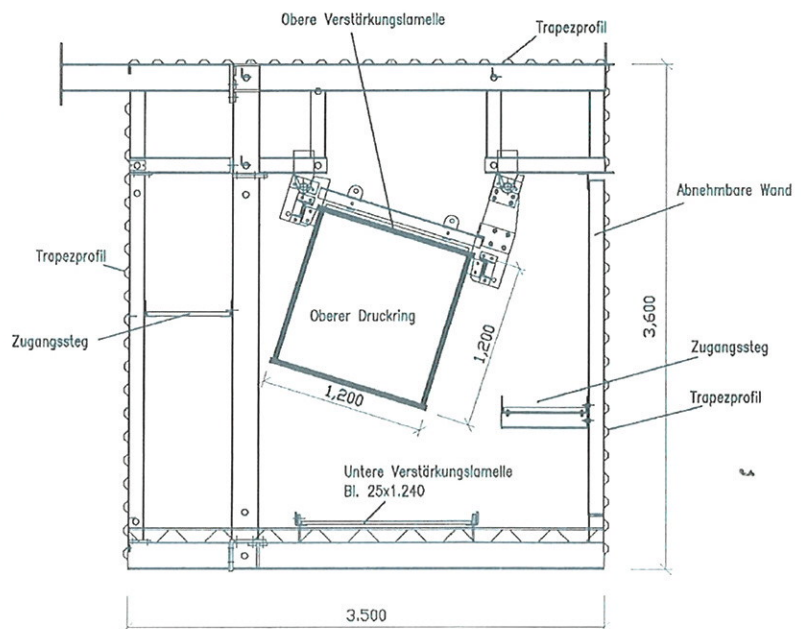 Obere Verstärkungslamelle
Trapezprofil
Abnehmbare Wand
Trapezprofil
Oberer Druckring
3,600
Zugangssteg
1,200
Zugangssteg
1,200
Trapezprofil
Untere Verstärkungslamelle
Bl. 25x1.240
3.500